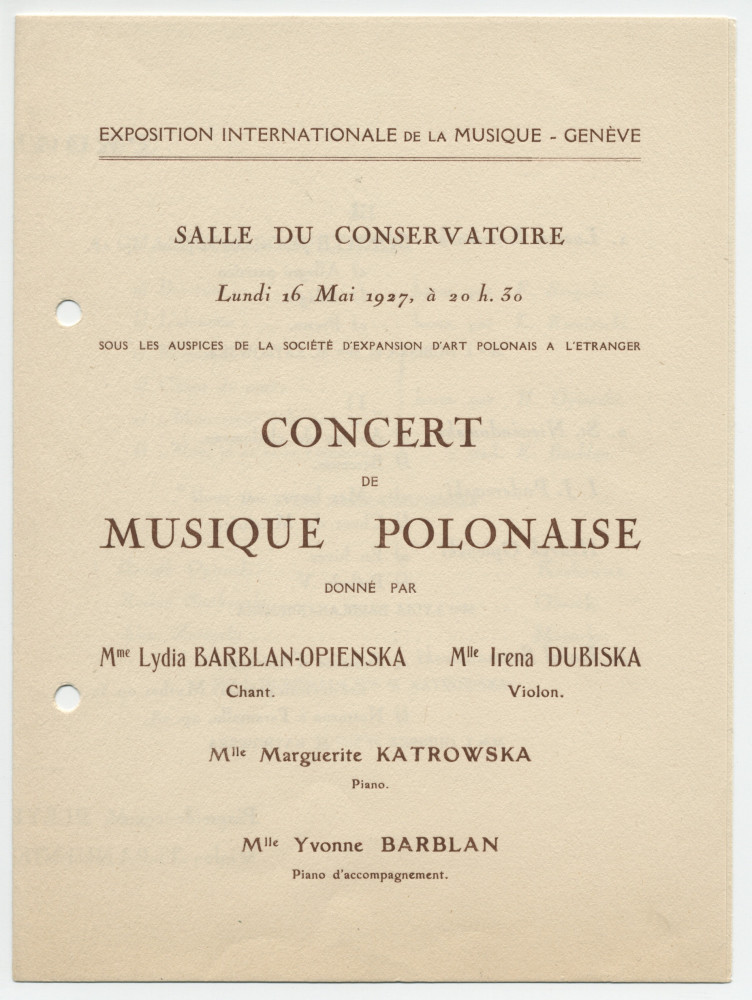 EXPOSITION INTERNATIONALE DE LA MUSIQUE - GENÈVE
SALLE DU CONSERVATOIRE
Lundi 16 Mai 1927, à 20 h. 30
SOUS LES AUSPICES DE LA SOCIÉTÉ D'EXPANSION D'ART POLONAIS A L'ETRANGER
CONCERT
DE
MUSIQUE POLONAISE
DONNÉ PAR
Mme Lydia BARBLAN-OPIENSKA Mlle Irena DUBISKA
Chant. Violon.
Mlle Marguerite KATROWSKA
Piano.
Mlle Yvonne BARBLAN
Piano d'accompagnement.